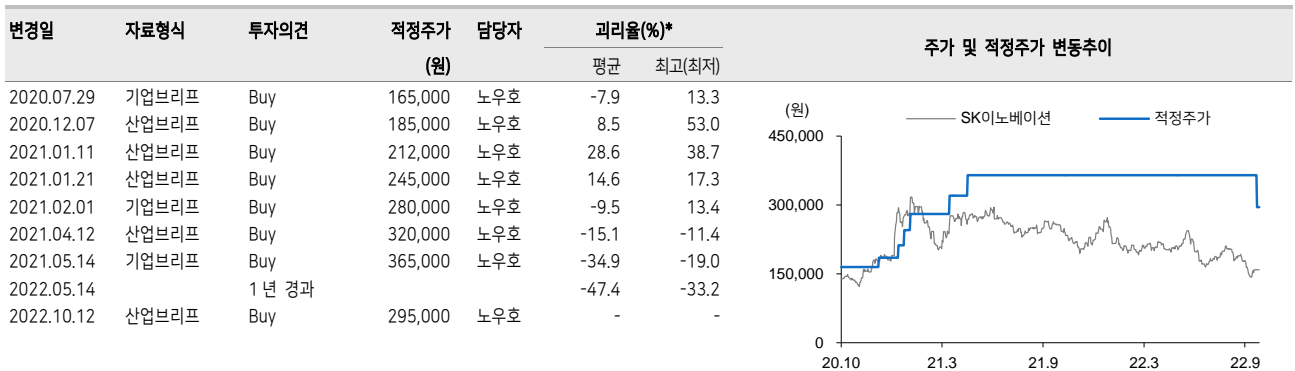 변경일 자료형식 투자의견 적정주가 담당자 괴리율(%)* 주가 및 적정주가 변동추이
(원) 평균 최고(최저)
2020.07.29 기업브리프 Buy 165,000 노우호 -7.9 13.3
2020.12.07 산업브리프 Buy 185,000 노우호 8.5 53.0
2021.01.11 산업브리프 Buy 212,000 노우호 28.6 38.7
2021.01.21 산업브리프 Buy 245,000 노우호 14.6 17.3
2021.02.01 기업브리프 Buy 280,000 노우호 -9.5 13.4
2021.04.12 산업브리프 Buy 320,000 노우호 -15.1 -11.4
2021.05.14 기업브리프 Buy 365,000 노우호 -34.9 -19.0
2022.05.14 1년 경과 -47.4 -33.2
2022.10.12 산업브리프 Buy 295,000 노우호 - -
(원)
SK이노베이션 적정주가
450,000
300,000
150,000
0
20.10 21.3 21.9 22.3 22.9